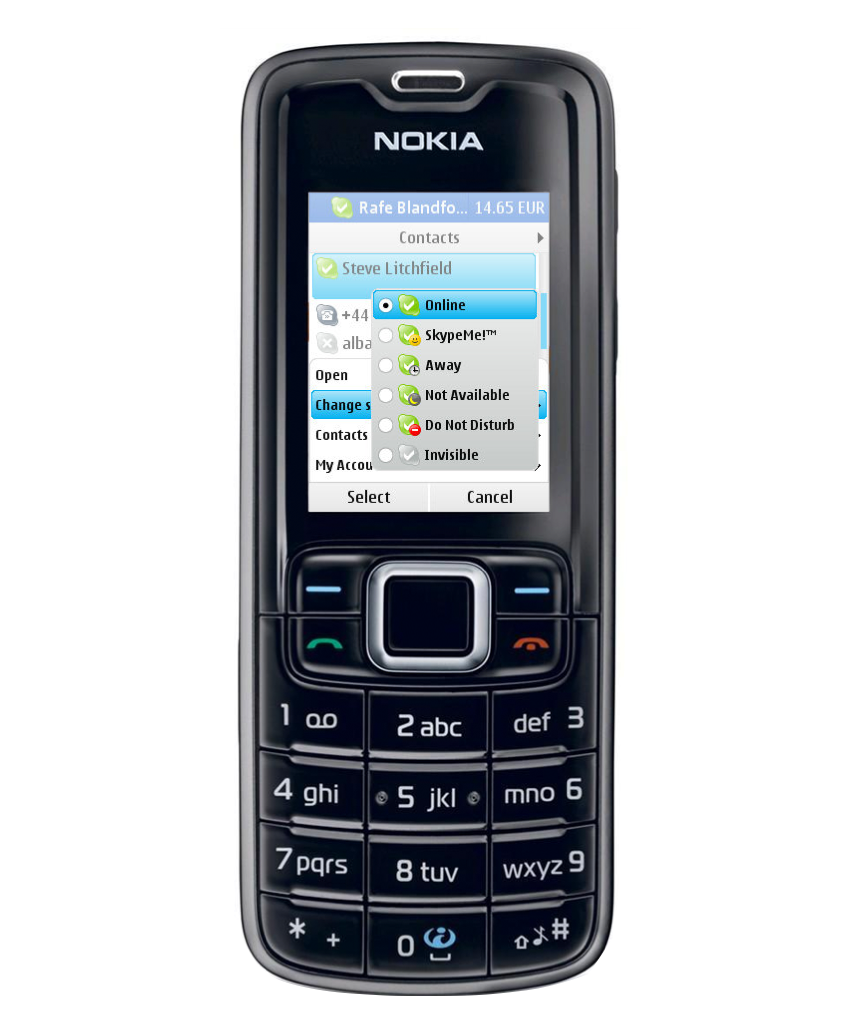 NOKIA
Rafe Blandfo... 14.65 EUR
Contacts
Steve Litchfield
Online
+44
SkypeMe!™
alba
Away
Open
Not Available
Change s
Do Not Disturb
Contacts
Invisible
My Accou
Select Cancel
1
2 abc
def 3
4 ghi
5 jkl
mno 6
7 pqrs
8 tuv
wxyz 9
* +
0
#